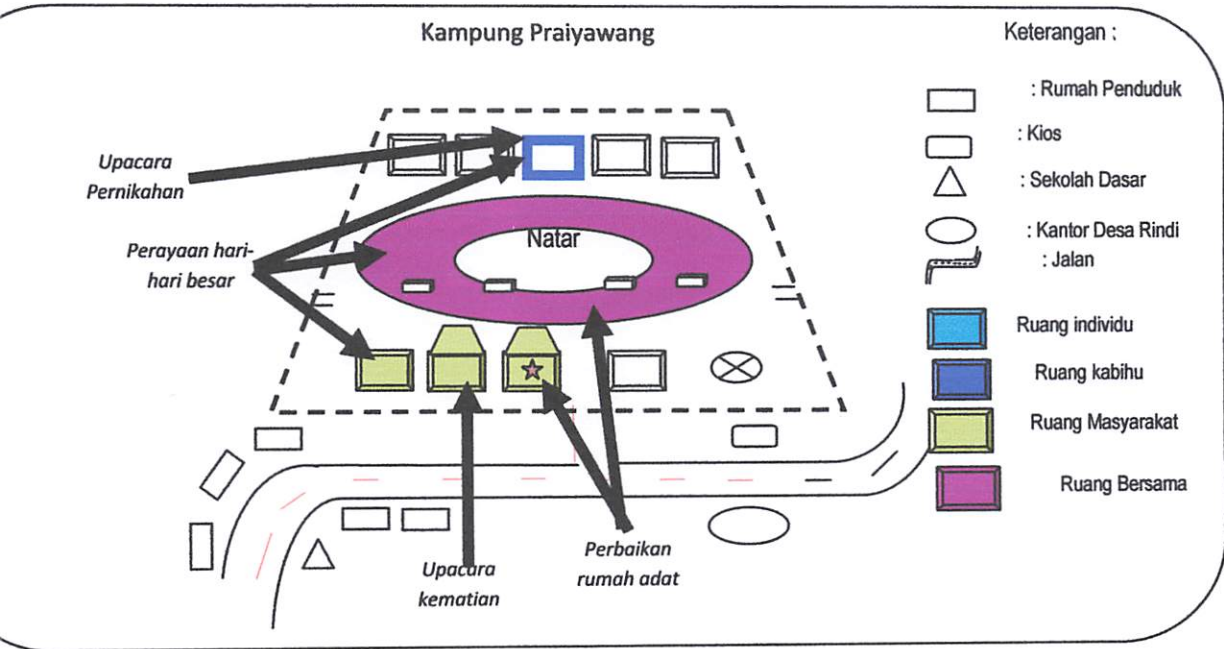 Kampung Praiyawang
Keterangan :
: Rumah Penduduk
: Kios
: Sekolah Dasar
: Kantor Desa Rindi
: Jalan
Ruang individu
Ruang kabihu
Ruang Masyarakat
Ruang Bersama
Upacara
Pernikahan
Perayaan hari-
hari besar
Natar
Upacara
kematian
Perbaikan
rumah adat